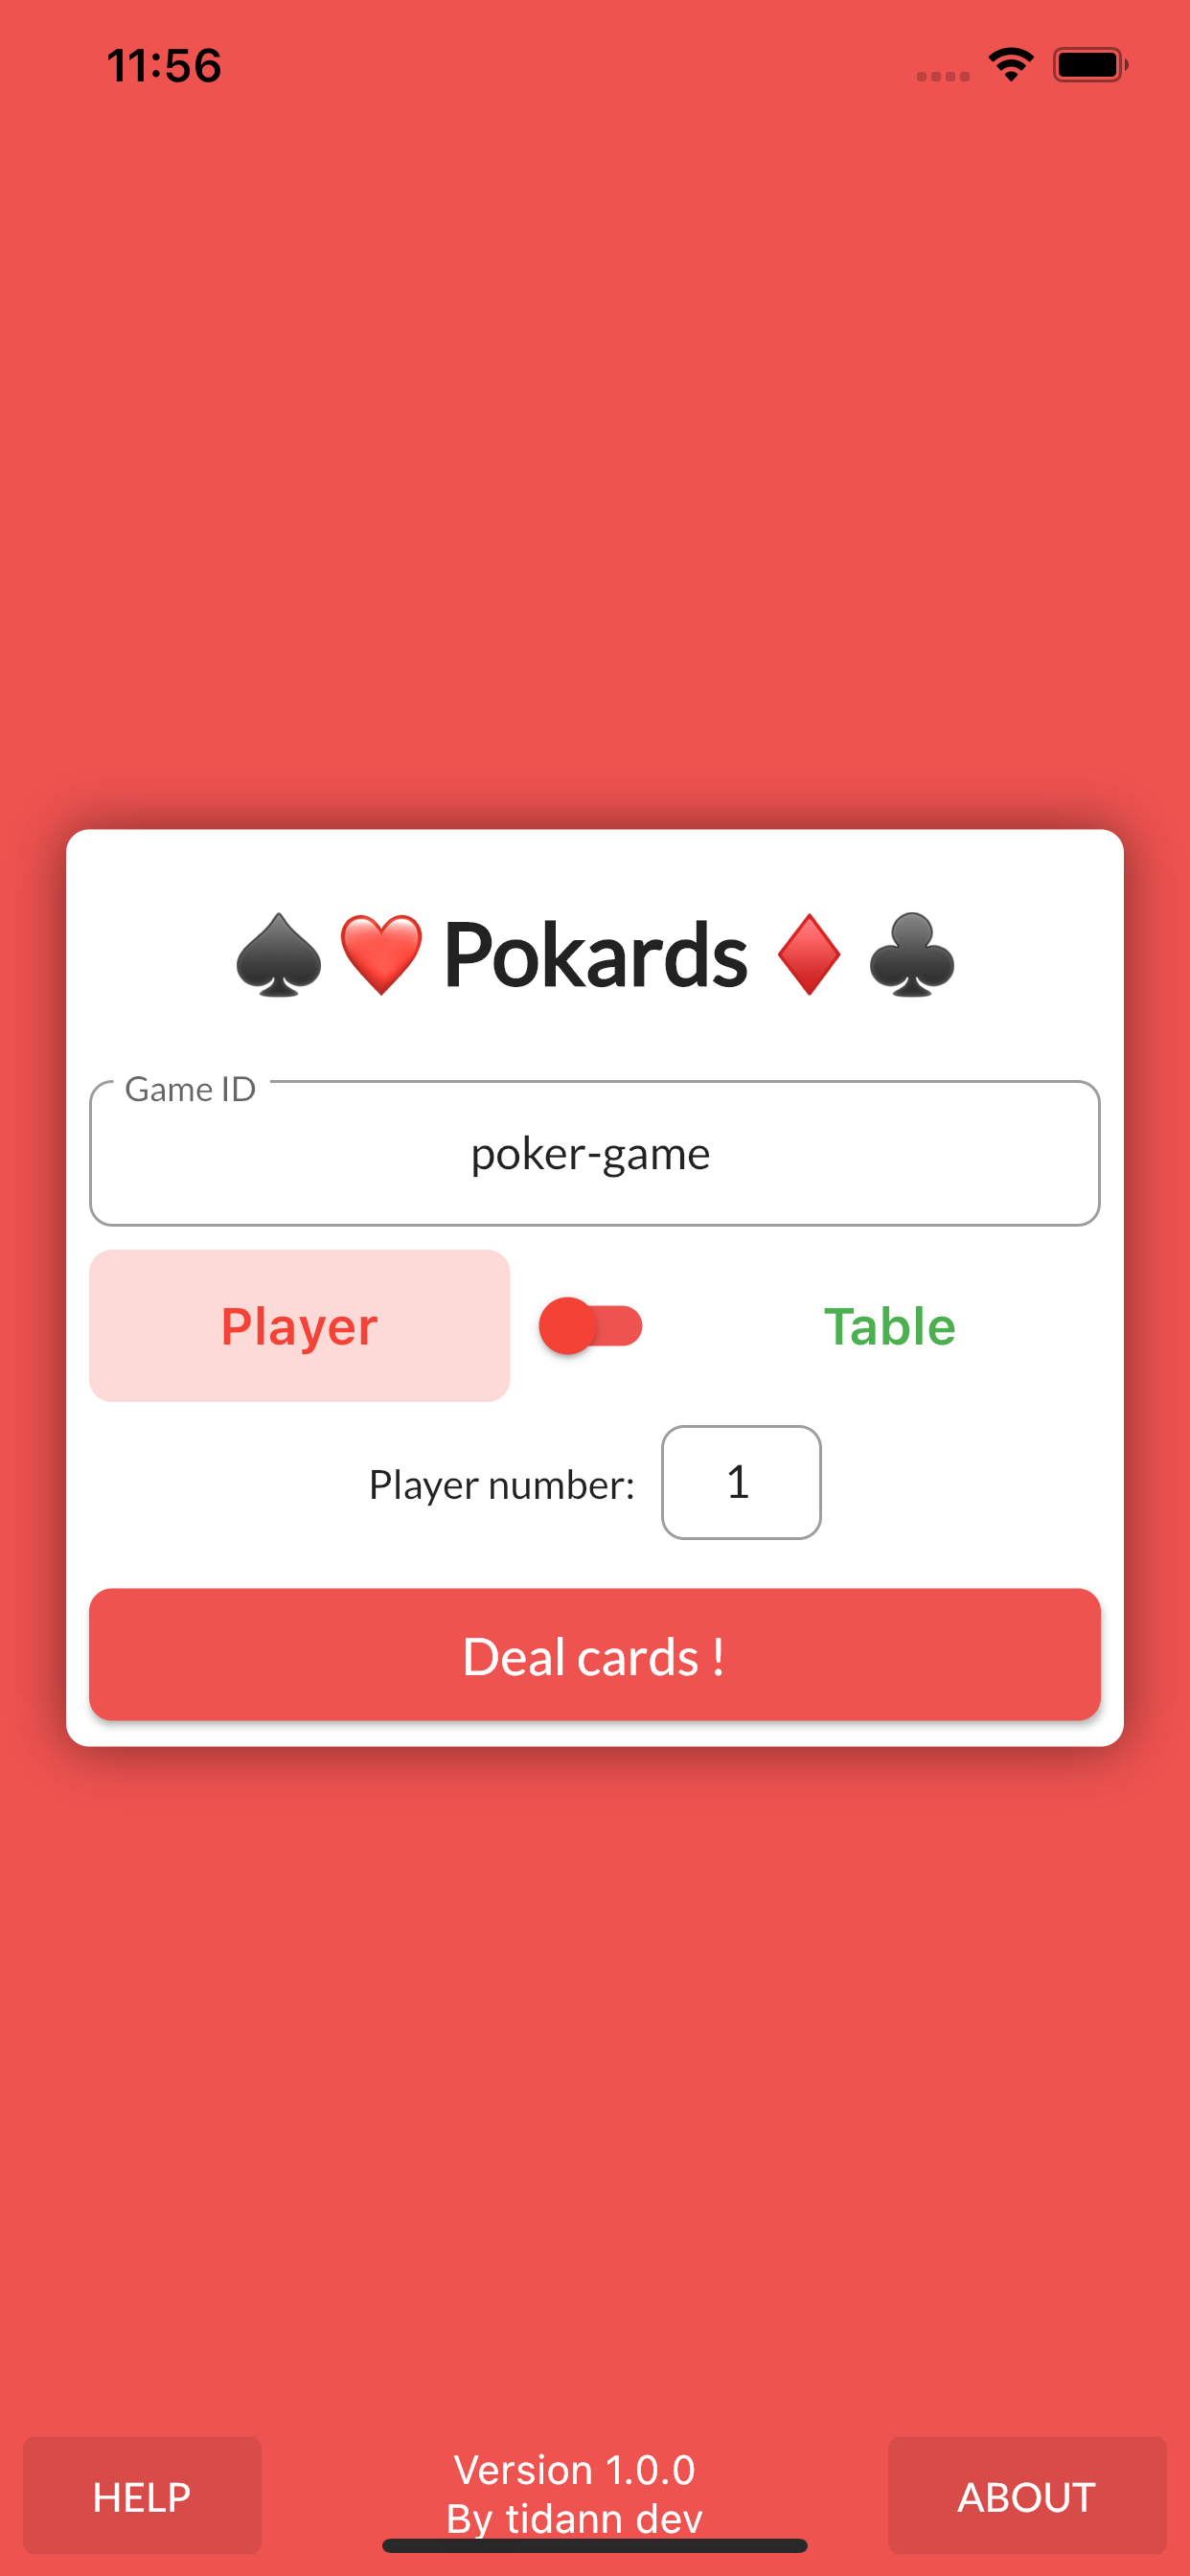 11:56
♠️❤️ Pokards ♦️♣️
Game ID
poker-game
Player
Table
Player number: 1
Deal cards !
HELP
Version 1.0.0
By tidann dev
ABOUT